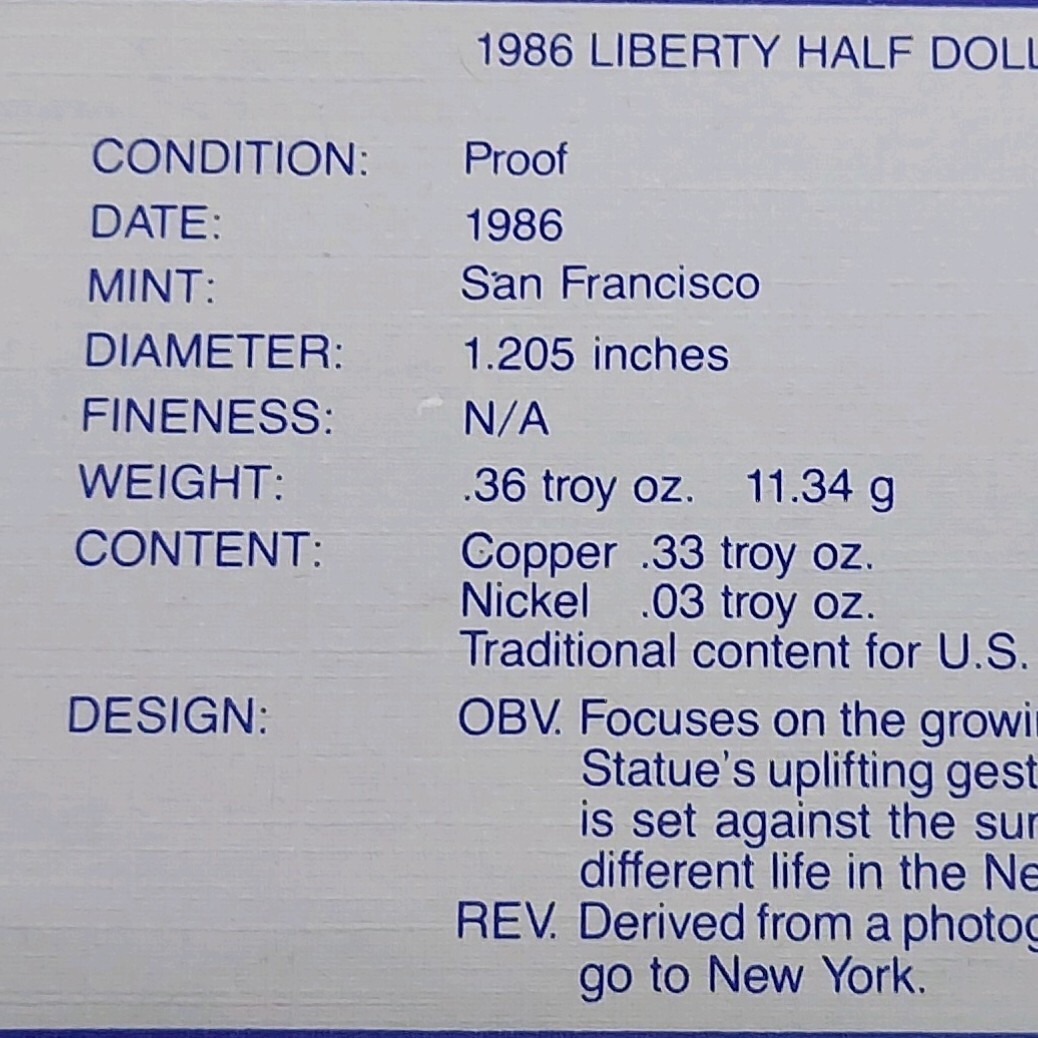 1986 LIBERTY HALF DOLL
CONDITION: Proof
DATE: 1986
MINT: San Francisco
DIAMETER: 1.205 inches
FINENESS: N/A
WEIGHT: .36 troy oz. 11.34 g
CONTENT: Copper .33 troy oz.
Nickel .03 troy oz.
Traditional content for U.S.
DESIGN: OBV. Focuses on the growi
Statue's uplifting gest
is set against the sun
different life in the Ne
REV. Derived from a photog
go to New York.